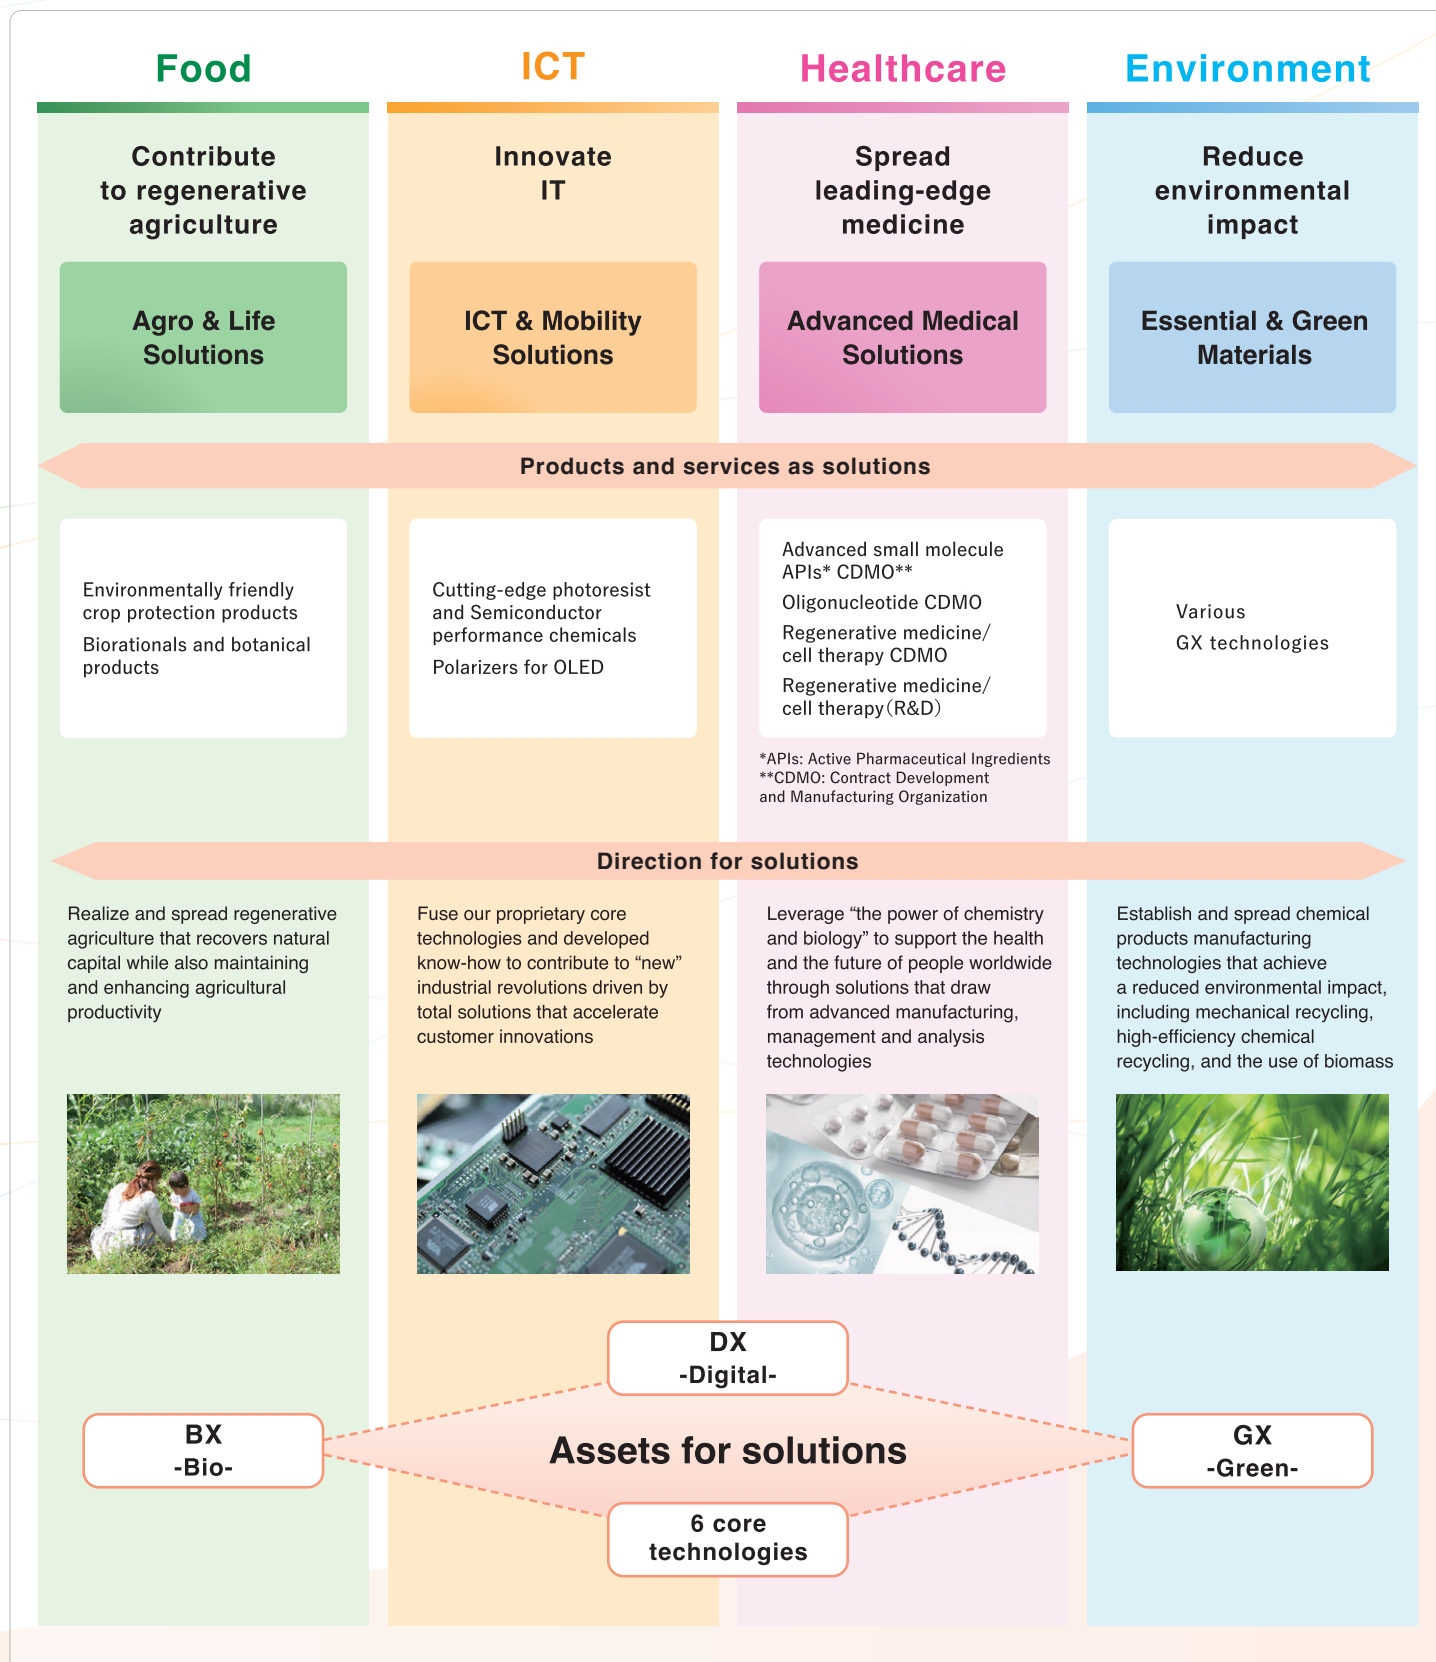 Food
ICT
Healthcare
Environment
Contribute
to regenerative
agriculture
Innovate
IT
Spread
leading-edge
medicine
Reduce
environmental
impact
Agro & Life
Solutions
ICT & Mobility
Solutions
Advanced Medical
Solutions
Essential & Green
Materials
Products and services as solutions
Environmentally friendly
crop protection products
Biorationals and botanical
products
Cutting-edge photoresist
and Semiconductor
performance chemicals
Polarizers for OLED
Advanced small molecule
APIs* CDMO**
Oligonucleotide CDMO
Regenerative medicine/
cell therapy CDMO
Regenerative medicine/
cell therapy（R&D）
Various
GX technologies
*APIs: Active Pharmaceutical Ingredients
**CDMO: Contract Development
and Manufacturing Organization
Direction for solutions
Realize and spread regenerative
agriculture that recovers natural
capital while also maintaining
and enhancing agricultural
productivity
Fuse our proprietary core
technologies and developed
know-how to contribute to “new”
industrial revolutions driven by
total solutions that accelerate
customer innovations
Leverage “the power of chemistry
and biology” to support the health
and the future of people worldwide
through solutions that draw
from advanced manufacturing,
management and analysis
technologies
Establish and spread chemical
products manufacturing
technologies that achieve
a reduced environmental impact,
including mechanical recycling,
high-efficiency chemical
recycling, and the use of biomass
DX
-Digital-
BX
-Bio-
Assets for solutions
GX
-Green-
6 core
technologies